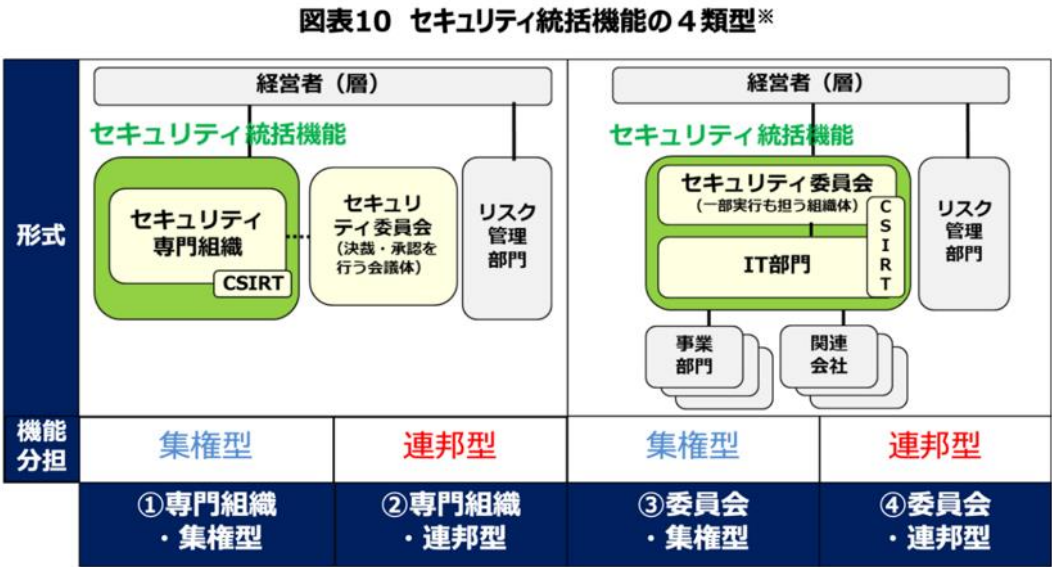 図表10 セキュリティ統括機能の4類型※
形式
経営者（層）
セキュリティ統括機能
セキュリティ
専門組織
CSIRT
セキュリ
ティ委員会
（決裁・承認を
行う会議体）
リスク
管理
部門
経営者（層）
セキュリティ統括機能
セキュリティ委員会
（一部実行も担う組織体）
IT部門
CSIRT
リスク
管理
部門
事業
部門
関連
会社
機能
分担
集権型
連邦型
集権型
連邦型
①専門組織
・集権型
②専門組織
・連邦型
③委員会
・集権型
④委員会
・連邦型